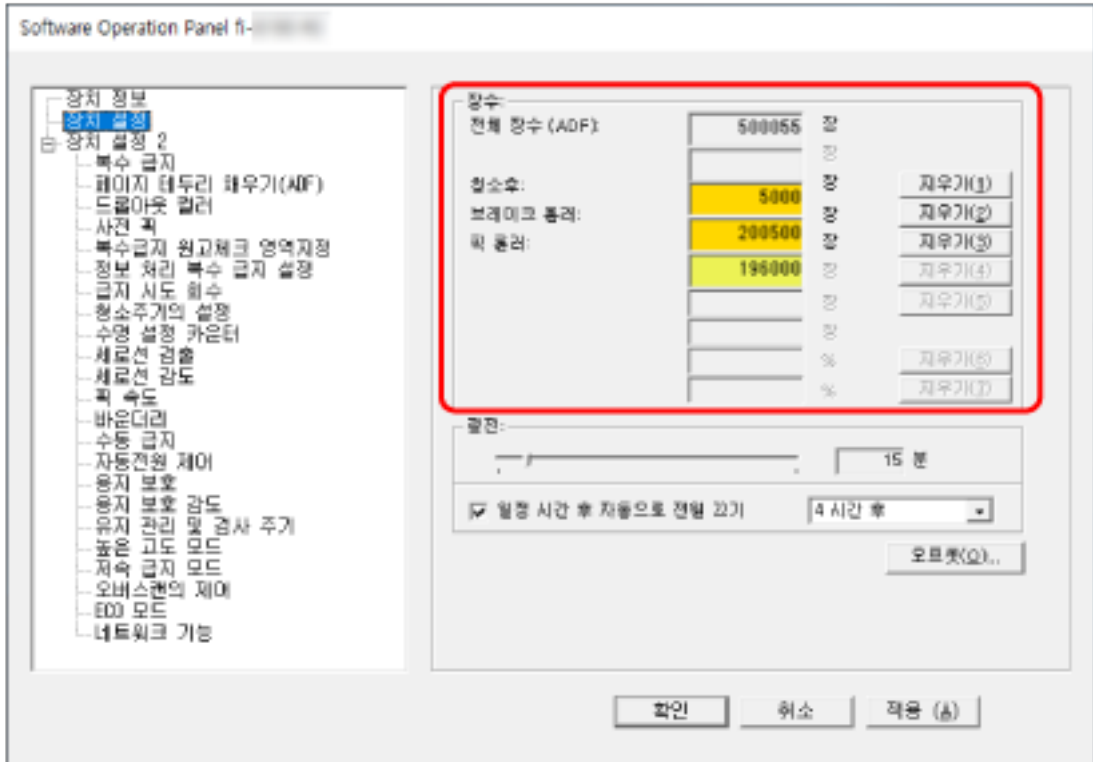 Software Operation Panel fi-
장치 정보
장치 설정
장치 설정 2
복수 급지
페이지 테두리 채우기(ADF)
드롭아웃 컬러
사전 픽
복수급지 원고체크 영역지정
정보 처리 복수 급지 설정
급지 시도 회수
청소주기의 설정
수명 설정 카운터
세로선 검출
세로선 감도
픽 속도
바운더리
수동 급지
자동전원 제어
용지 보호
용지 보호 감도
유지 관리 및 검사 주기
높은 고도 모드
저속 급지 모드
오버스캔의 제어
ECO 모드
네트워크 기능
장수:
전체 장수 (ADF): 500055 장
장
청소후: 5000 장 지우기(1)
브레이크 롤러: 200500 장 지우기(2)
픽 롤러: 196000 장 지우기(3)
장 지우기(4)
장 지우기(5)
장
% 지우기(6)
% 지우기(7)
절전:
15 분
일정 시간 후 자동으로 전원 끄기 4 시간 후
오프셋(O)...
확인 취소 적용 (A)